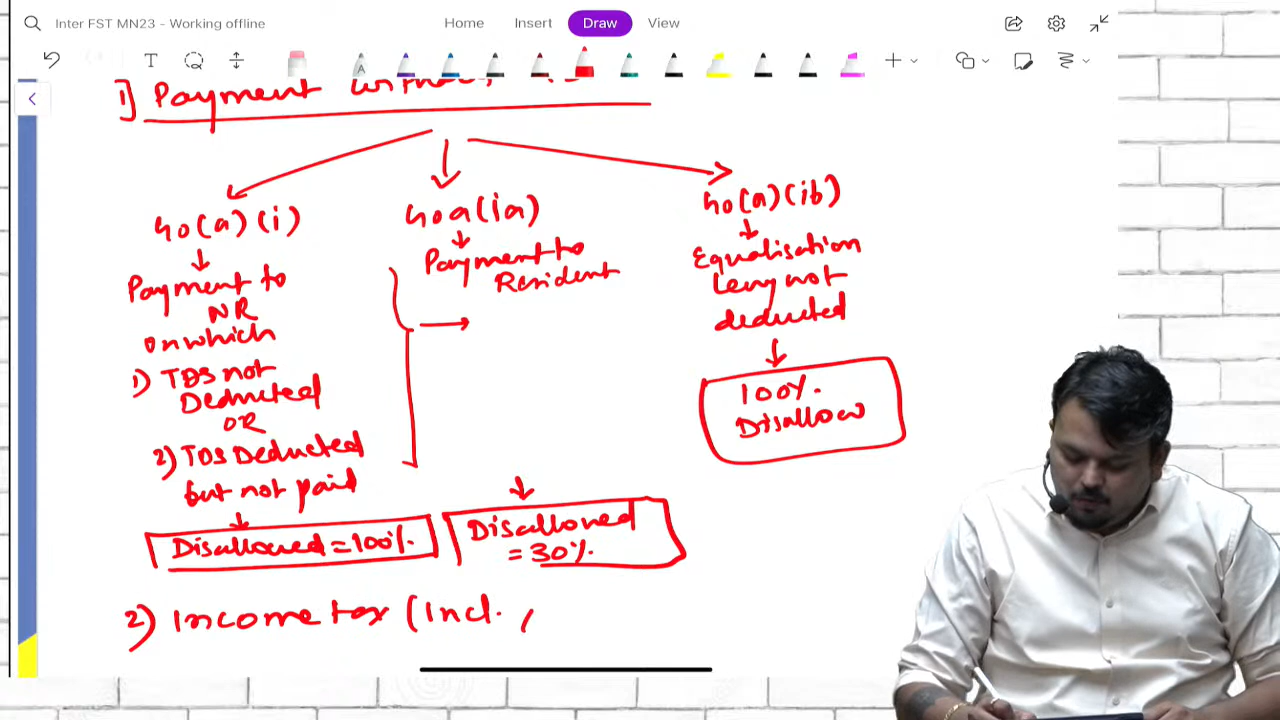 Inter FST MN23 - Working offline
Home Insert Draw View
T
A
1] Payment without
40(a)(i)
Payment to
NR
on which
1) TDS not
Deducted
OR
2) TDS Deducted
but not paid
Disallowed = 100%.
40a(ia)
Payment to
Resident
Disallowed
= 30%.
40(a)(ib)
Equalisation
Levy not
deducted
100%.
Disallow
2) Income tax (Incl.